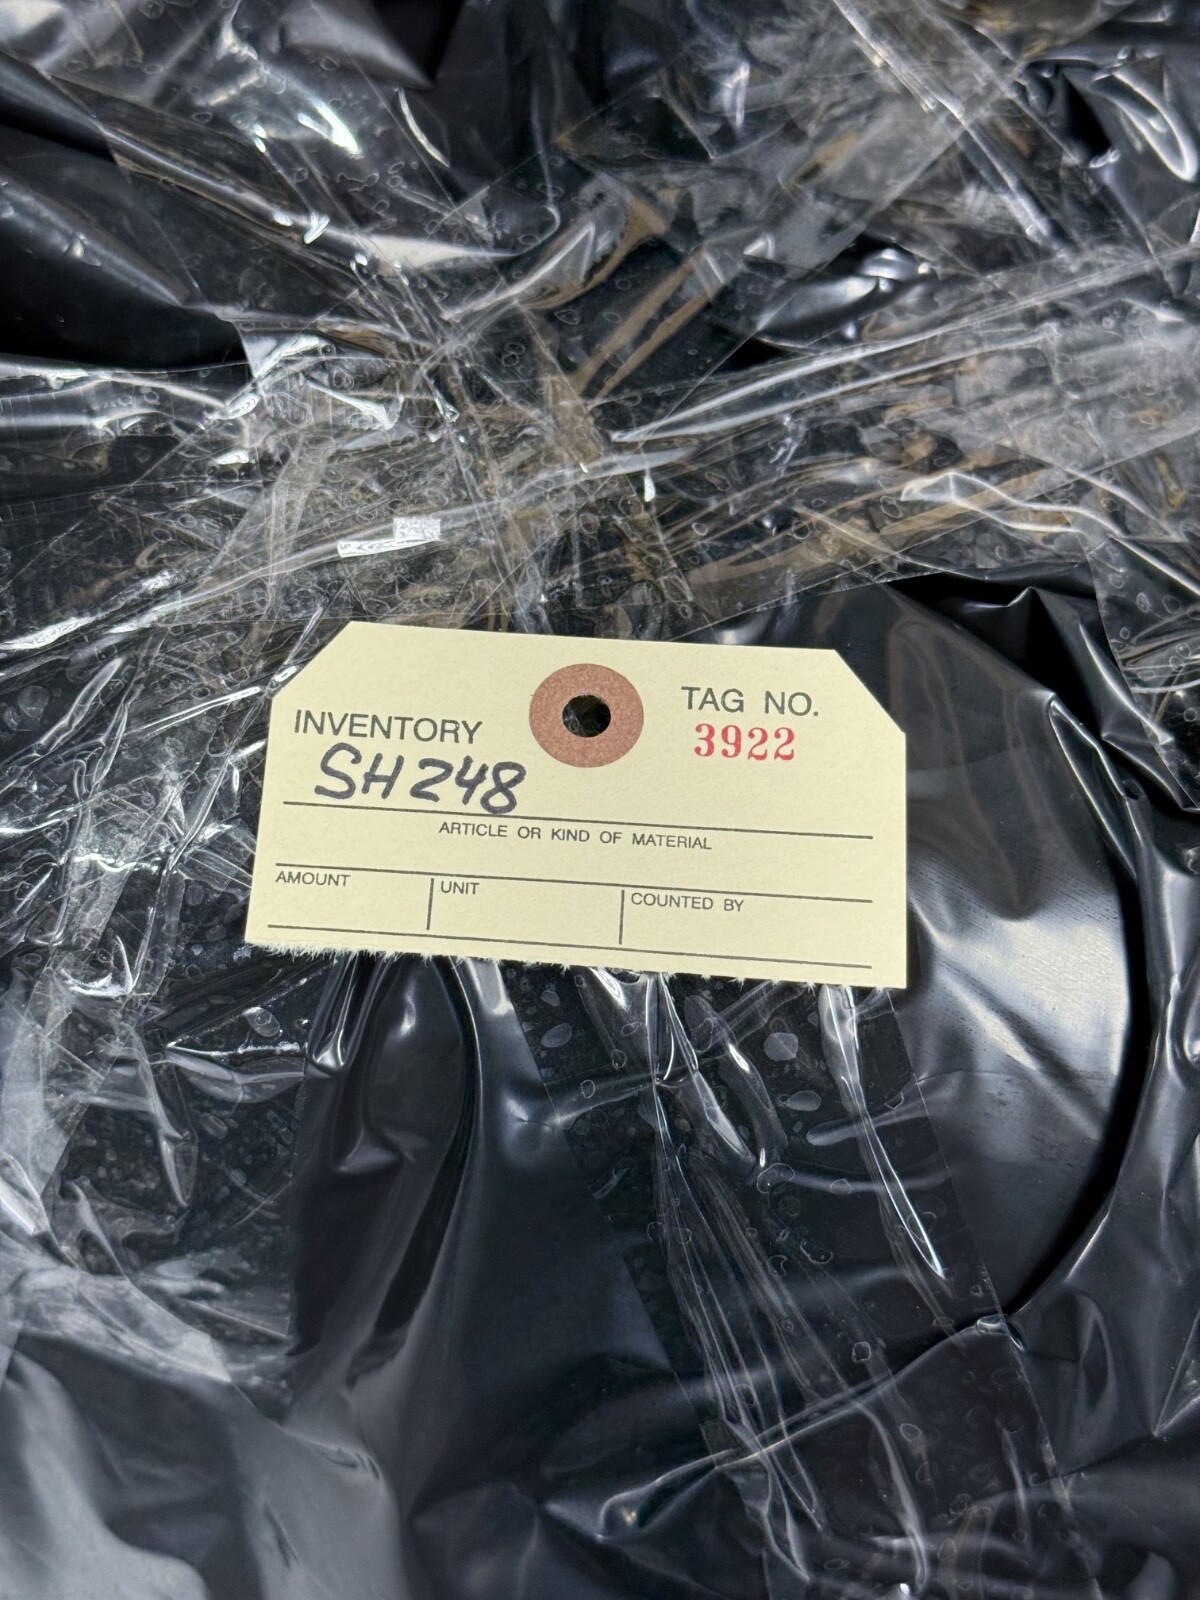 INVENTORY
TAG NO.
3922
SH248
ARTICLE OR KIND OF MATERIAL
AMOUNT
UNIT
COUNTED BY